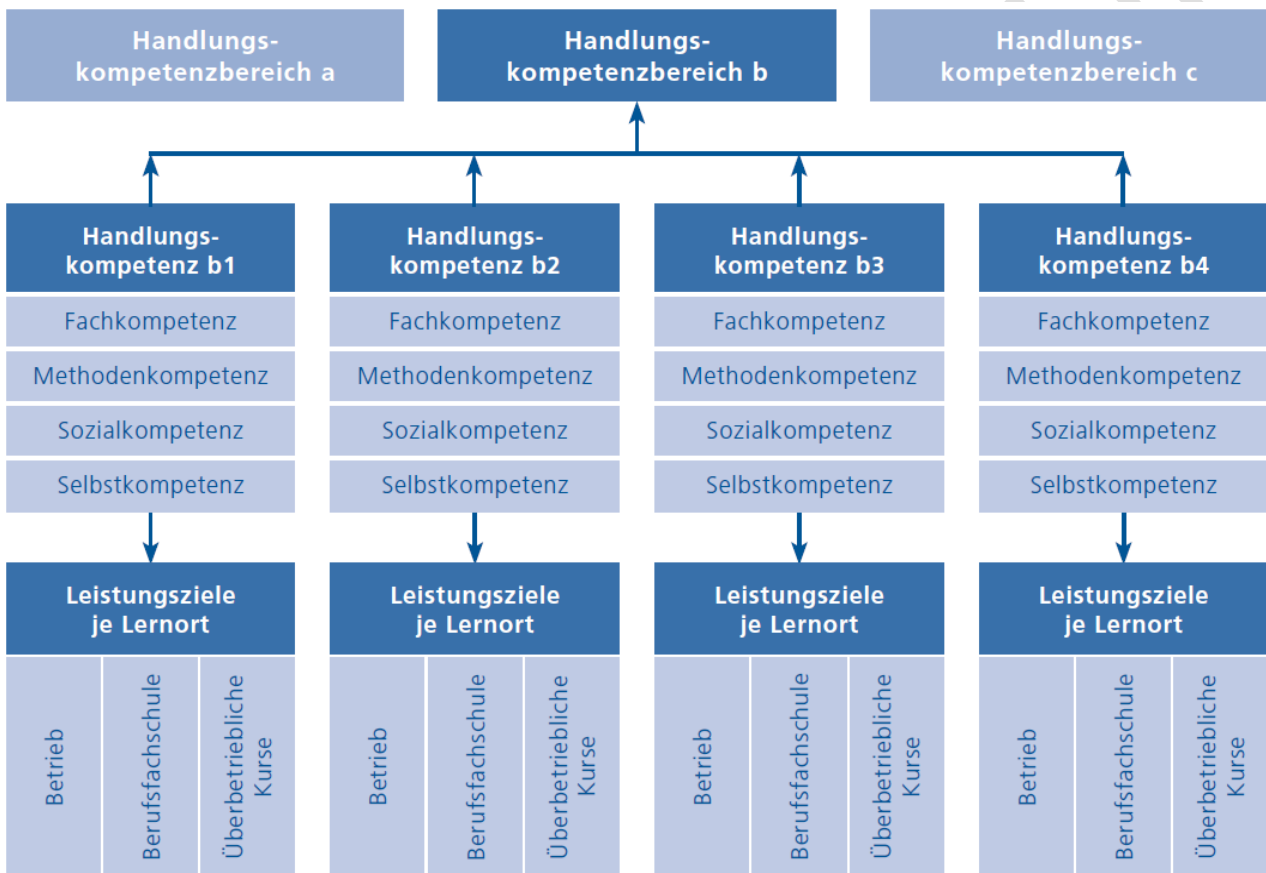 Handlungs-
kompetenzbereich a
Handlungs-
kompetenzbereich b
Handlungs-
kompetenzbereich c
Handlungs-
kompetenz b1
Fachkompetenz
Methodenkompetenz
Sozialkompetenz
Selbstkompetenz
Leistungsziele
je Lernort
Betrieb
Berufsfachschule
Überbetriebliche
Kurse
Handlungs-
kompetenz b2
Fachkompetenz
Methodenkompetenz
Sozialkompetenz
Selbstkompetenz
Leistungsziele
je Lernort
Betrieb
Berufsfachschule
Überbetriebliche
Kurse
Handlungs-
kompetenz b3
Fachkompetenz
Methodenkompetenz
Sozialkompetenz
Selbstkompetenz
Leistungsziele
je Lernort
Betrieb
Berufsfachschule
Überbetriebliche
Kurse
Handlungs-
kompetenz b4
Fachkompetenz
Methodenkompetenz
Sozialkompetenz
Selbstkompetenz
Leistungsziele
je Lernort
Betrieb
Berufsfachschule
Überbetriebliche
Kurse